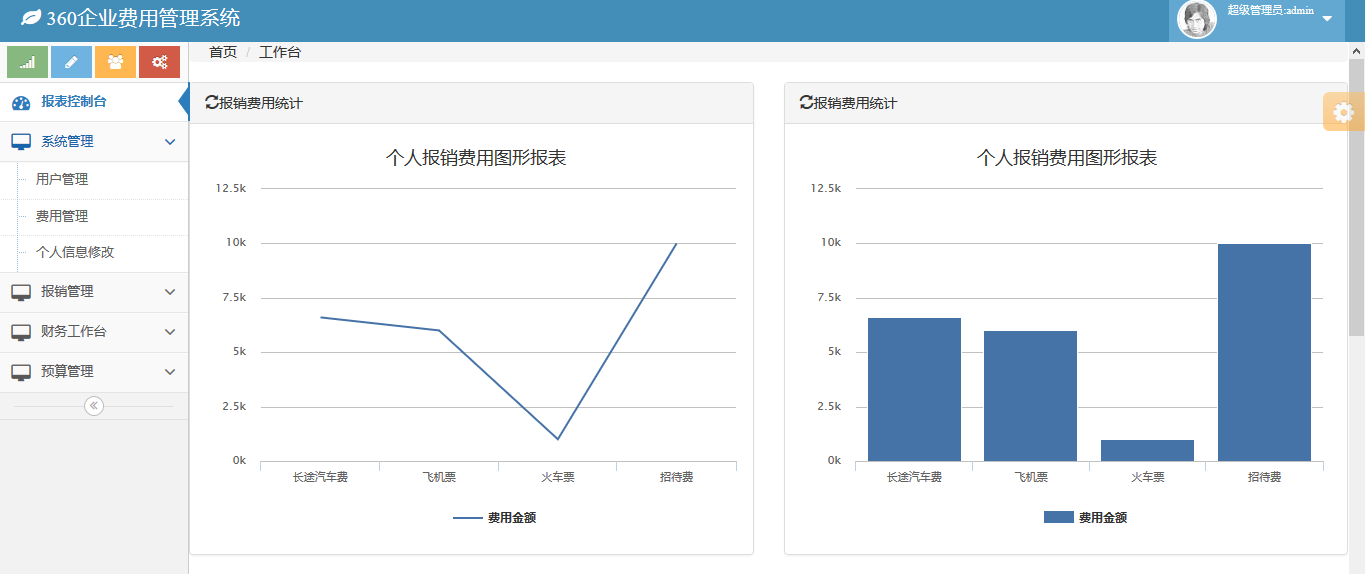 360企业费用管理系统
超级管理员:admin
首页 / 工作台
报表控制台
系统管理
用户管理
费用管理
个人信息修改
报销管理
财务工作台
预算管理
报销费用统计
个人报销费用图形报表
12.5k
10k
7.5k
5k
2.5k
0k
长途汽车费 飞机票 火车票 招待费
费用金额
报销费用统计
个人报销费用图形报表
12.5k
10k
7.5k
5k
2.5k
0k
长途汽车费 飞机票 火车票 招待费
费用金额